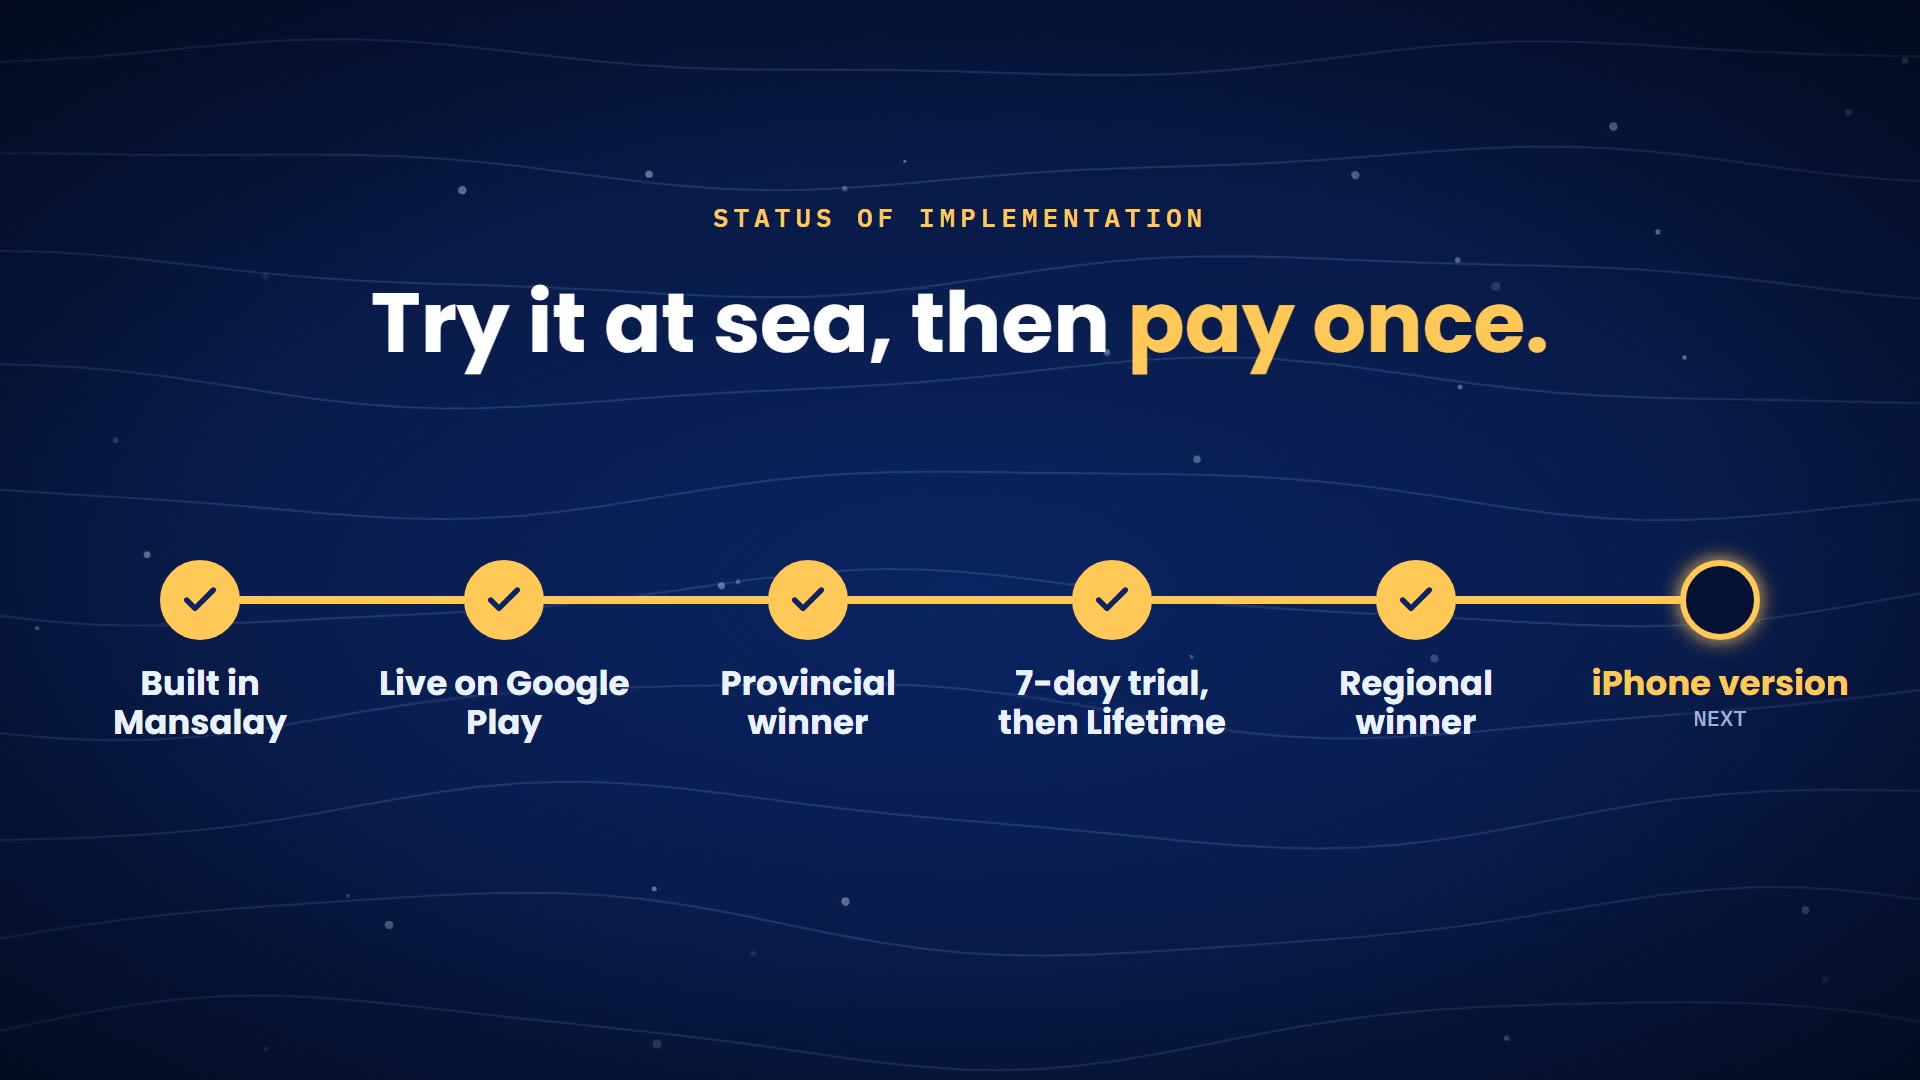 STATUS OF IMPLEMENTATION
Try it at sea, then pay once.
Built in
Mansalay
Live on Google
Play
Provincial
winner
7-day trial,
then Lifetime
Regional
winner
iPhone version
NEXT